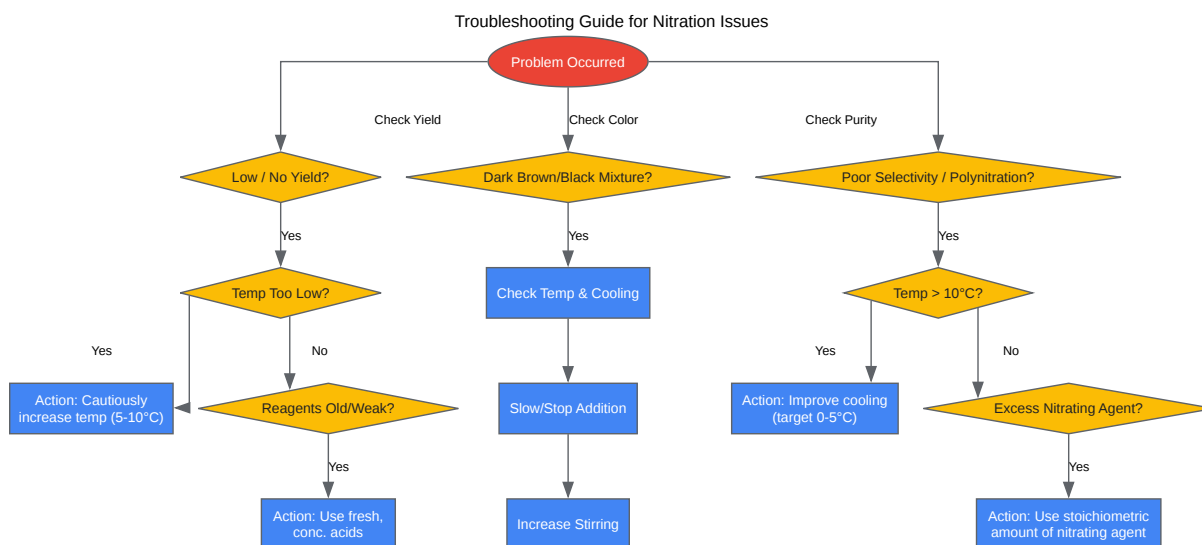 Troubleshooting Guide for Nitration Issues
Problem Occurred
Check Yield
Check Color
Check Purity
Low / No Yield?
Dark Brown/Black Mixture?
Poor Selectivity / Polynitration?
Yes
Yes
Yes
Temp Too Low?
Check Temp & Cooling
Temp > 10°C?
Yes
No
Yes
No
Action: Cautiously
increase temp (5-10°C)
Reagents Old/Weak?
Slow/Stop Addition
Action: Improve cooling
(target 0-5°C)
Excess Nitrating Agent?
Yes
Yes
Action: Use fresh,
conc. acids
Increase Stirring
Action: Use stoichiometric
amount of nitrating agent